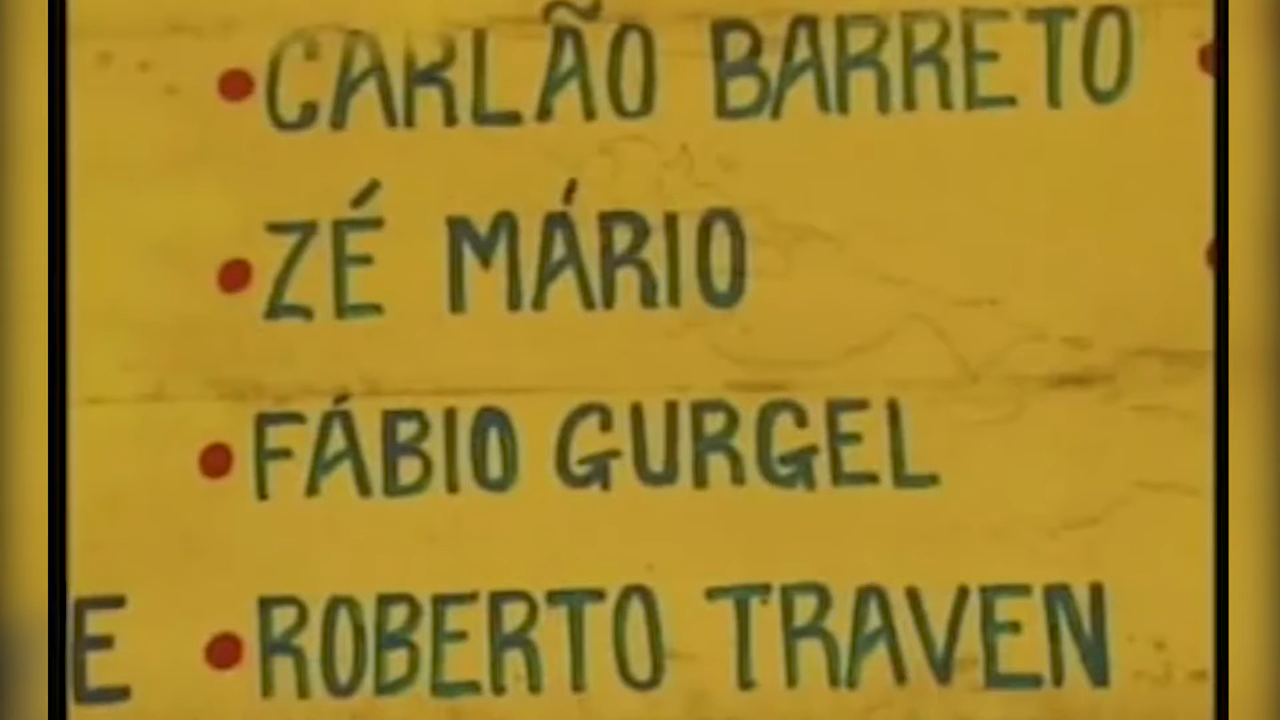 •CARLÃO BARRETO
•ZÉ MÁRIO
•FÁBIO GURGEL
E •ROBERTO TRAVEN